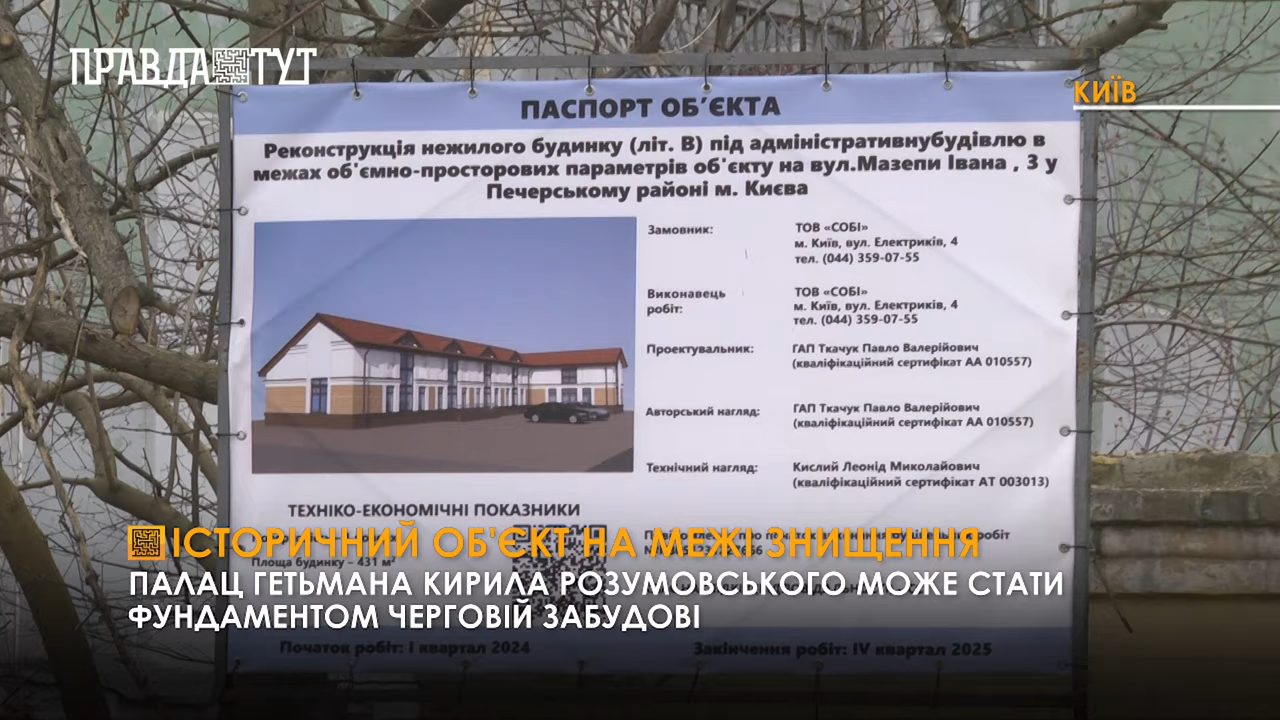 ПРАВДА ТУТ
КИЇВ
ПАСПОРТ ОБ'ЄКТА
Реконструкція нежилого будинку (літ. В) під адміністративнубудівлю в
межах об'ємно-просторових параметрів об'єкту на вул.Мазепи Івана , 3 у
Печерському районі м. Києва
Замовник:
ТОВ «СОБІ»
м. Київ, вул. Електриків, 4
тел. (044) 359-07-55
Виконавець
робіт:
ТОВ «СОБІ»
м. Київ, вул. Електриків, 4
тел. (044) 359-07-55
Проектувальник:
ГАП Ткачук Павло Валерійович
(кваліфікаційний сертифікат АА 010557)
Авторський нагляд:
ГАП Ткачук Павло Валерійович
(кваліфікаційний сертифікат АА 010557)
Технічний нагляд:
Кислий Леонід Миколайович
(кваліфікаційний сертифікат АТ 003013)
ТЕХНІКО-ЕКОНОМІЧНІ ПОКАЗНИКИ
Площа будинку – 431 м²
ІСТОРИЧНИЙ ОБ'ЄКТ НА МЕЖІ ЗНИЩЕННЯ
ПАЛАЦ ГЕТЬМАНА КИРИЛА РОЗУМОВСЬКОГО МОЖЕ СТАТИ
ФУНДАМЕНТОМ ЧЕРГОВІЙ ЗАБУДОВІ
Початок робіт: І квартал 2024
Закінчення робіт: IV квартал 2025